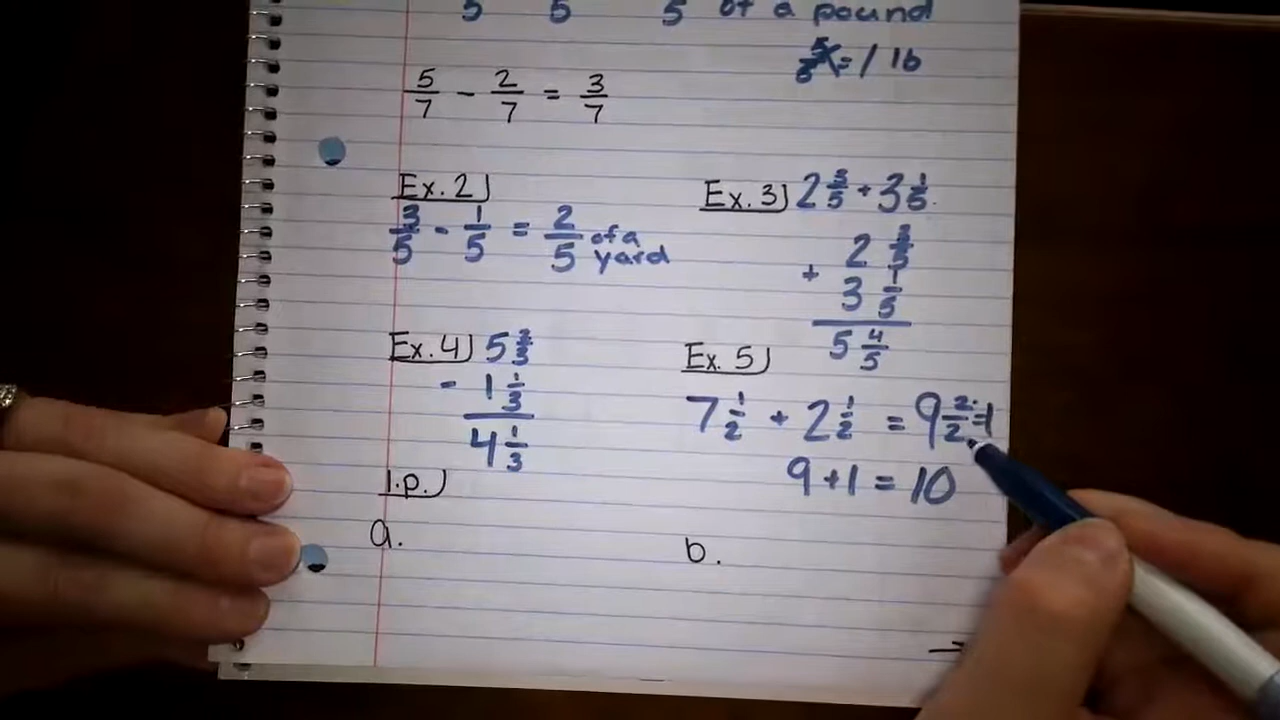 5 5 5 of a pound
5/5 = 1 lb
5/7 - 2/7 = 3/7
Ex. 2)
3/5 - 1/5 = 2/5 of a yard
Ex. 3) 2 3/5 + 3 1/5
2 3/5
+ 3 1/5
5 4/5
Ex. 4) 5 2/3
- 1 1/3
4 1/3
Ex. 5)
7 1/2 + 2 1/2 = 9 2/2 = 1
9 + 1 = 10
l.p.)
a.
b.